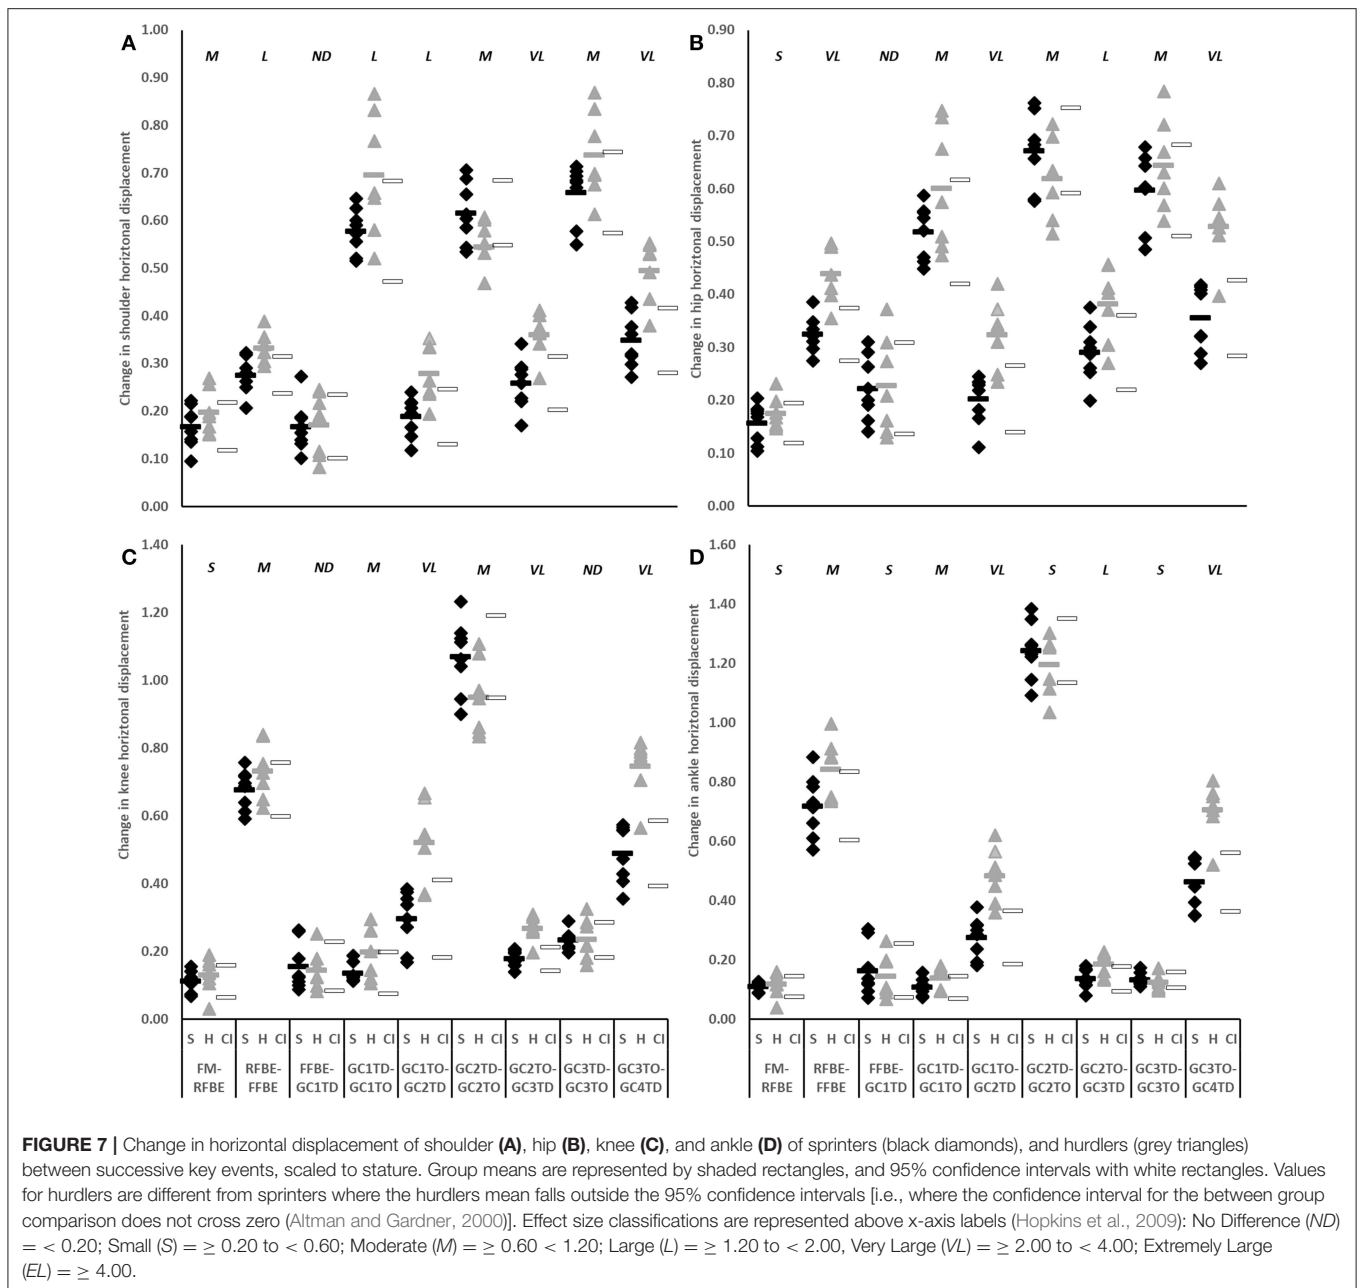 A
1.00
0.90
0.80
0.70
0.60
0.50
0.40
0.30
0.20
0.10
0.00
Change in shoulder horiztonal displacement
M L ND L L M VL M VL
B
0.90
0.80
0.70
0.60
0.50
0.40
0.30
0.20
0.10
0.00
Change in hip horiztonal displacement
S VL ND M VL M L M VL
C
1.40
1.20
1.00
0.80
0.60
0.40
0.20
0.00
Change in knee horiztonal displacement
S M ND M VL M VL ND VL
S H CI S H CI S H CI S H CI S H CI S H CI S H CI S H CI S H CI
FM- RFBE- FFBE- GC1TD- GC1TO- GC2TD- GC2TO- GC3TD- GC3TO-
RFBE FFBE GC1TD GC1TO GC2TD GC2TO GC3TD GC3TO GC4TD
D
1.60
1.40
1.20
1.00
0.80
0.60
0.40
0.20
0.00
Change in ankle horiztonal displacement
S M S M VL S L S VL
S H CI S H CI S H CI S H CI S H CI S H CI S H CI S H CI S H CI
FM- RFBE- FFBE- GC1TD- GC1TO- GC2TD- GC2TO- GC3TD- GC3TO-
RFBE FFBE GC1TD GC1TO GC2TD GC2TO GC3TD GC3TO GC4TD
FIGURE 7 | Change in horizontal displacement of shoulder (A), hip (B), knee (C), and ankle (D) of sprinters (black diamonds), and hurdlers (grey triangles)
between successive key events, scaled to stature. Group means are represented by shaded rectangles, and 95% confidence intervals with white rectangles. Values
for hurdlers are different from sprinters where the hurdlers mean falls outside the 95% confidence intervals [i.e., where the confidence interval for the between group
comparison does not cross zero (Altman and Gardner, 2000)]. Effect size classifications are represented above x-axis labels (Hopkins et al., 2009): No Difference (ND)
= < 0.20; Small (S) = ≥ 0.20 to < 0.60; Moderate (M) = ≥ 0.60 < 1.20; Large (L) = ≥ 1.20 to < 2.00, Very Large (VL) = ≥ 2.00 to < 4.00; Extremely Large
(EL) = ≥ 4.00.